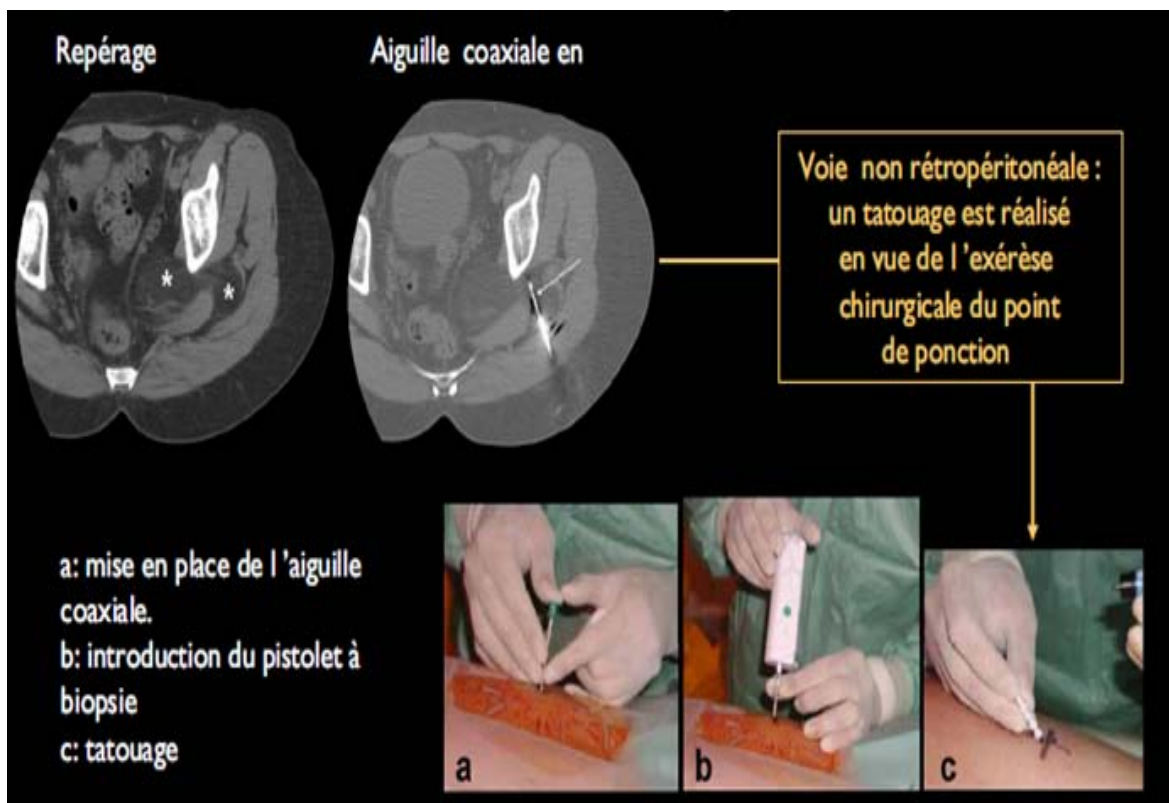 Repérage
Aiguille coaxiale en
*
*
Voie non rétropéritonéale :
un tatouage est réalisé
en vue de l 'exérèse
chirurgicale du point
de ponction
a: mise en place de l 'aiguille
coaxiale.
b: introduction du pistolet à
biopsie
c: tatouage
a
b
c